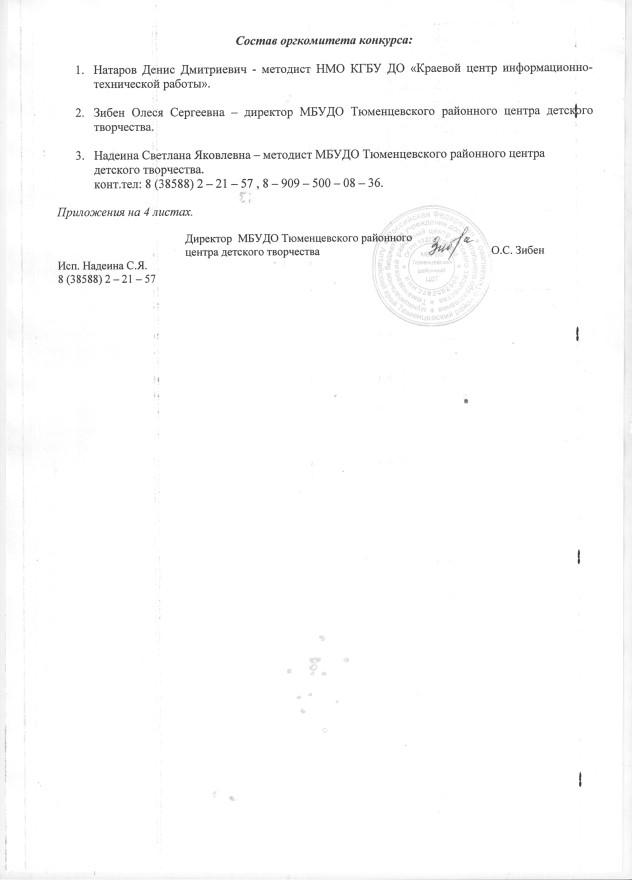 Состав оргкомитета конкурса:
1. Натаров Денис Дмитриевич - методист НМО КГБУ ДО «Краевой центр информационно-
технической работы».
2. Зибен Олеся Сергеевна – директор МБУДО Тюменцевского районного центра детского
творчества.
3. Надеина Светлана Яковлевна – методист МБУДО Тюменцевского районного центра
детского творчества.
конт.тел: 8 (38588) 2 – 21 – 57 , 8 – 909 – 500 – 08 – 36.
Приложения на 4 листах.
Директор МБУДО Тюменцевского районного
центра детского творчества
О.С. Зибен
Исп. Надеина С.Я.
8 (38588) 2 – 21 – 57